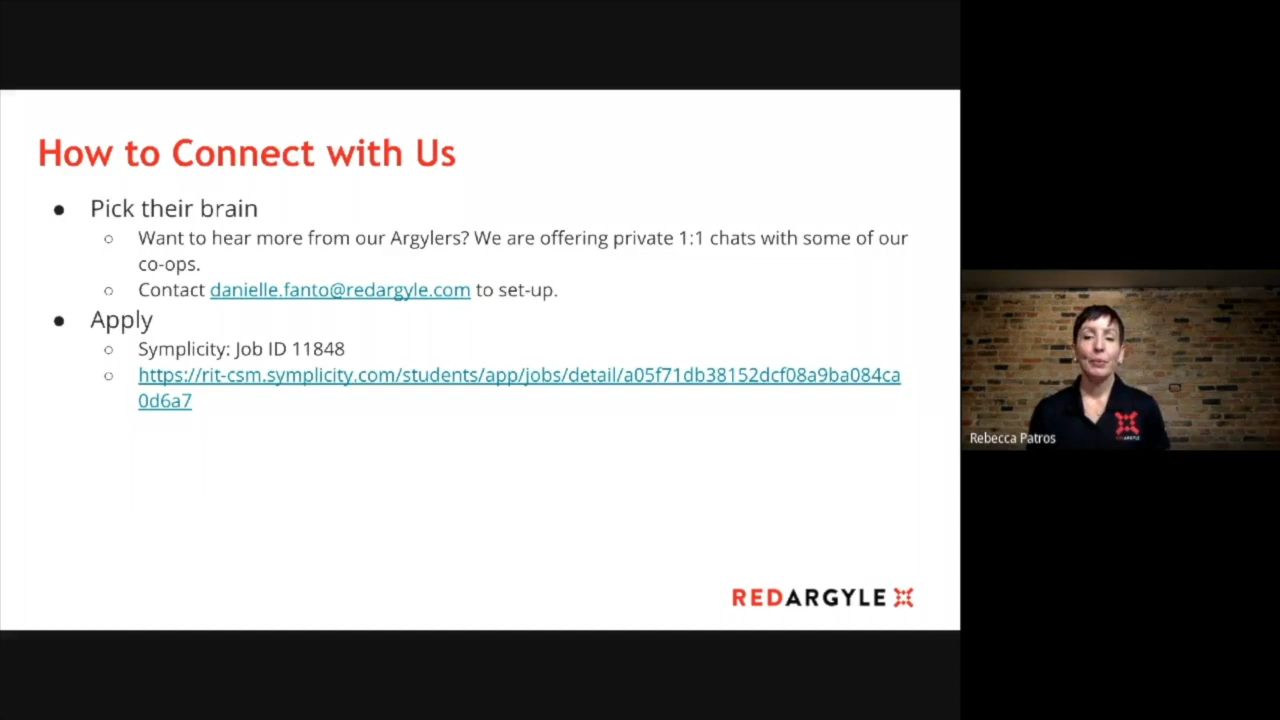 How to Connect with Us
● Pick their brain
○ Want to hear more from our Argylers? We are offering private 1:1 chats with some of our
co-ops.
○ Contact danielle.fanto@redargyle.com to set-up.
● Apply
○ Symplicity: Job ID 11848
○ https://rit-csm.symplicity.com/students/app/jobs/detail/a05f71db38152dcf08a9ba084ca
0d6a7
Rebecca Patros
REDARGYLE